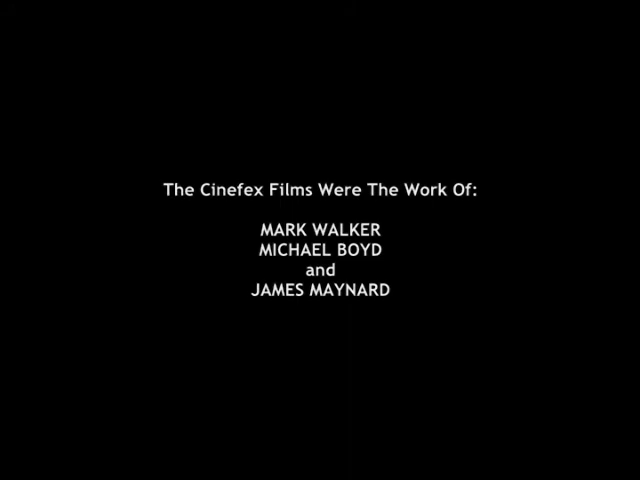 The Cinefex Films Were The Work Of:
MARK WALKER
MICHAEL BOYD
and
JAMES MAYNARD